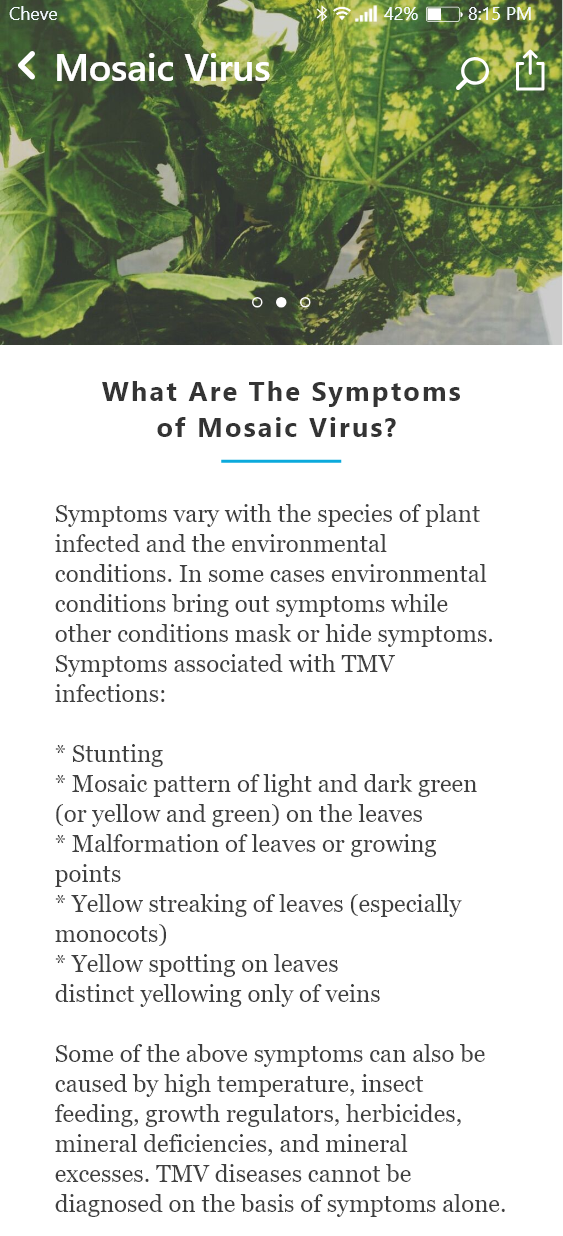 Cheve 42% 8:15 PM
Mosaic Virus
What Are The Symptoms
of Mosaic Virus?
Symptoms vary with the species of plant
infected and the environmental
conditions. In some cases environmental
conditions bring out symptoms while
other conditions mask or hide symptoms.
Symptoms associated with TMV
infections:
* Stunting
* Mosaic pattern of light and dark green
(or yellow and green) on the leaves
* Malformation of leaves or growing
points
* Yellow streaking of leaves (especially
monocots)
* Yellow spotting on leaves
distinct yellowing only of veins
Some of the above symptoms can also be
caused by high temperature, insect
feeding, growth regulators, herbicides,
mineral deficiencies, and mineral
excesses. TMV diseases cannot be
diagnosed on the basis of symptoms alone.